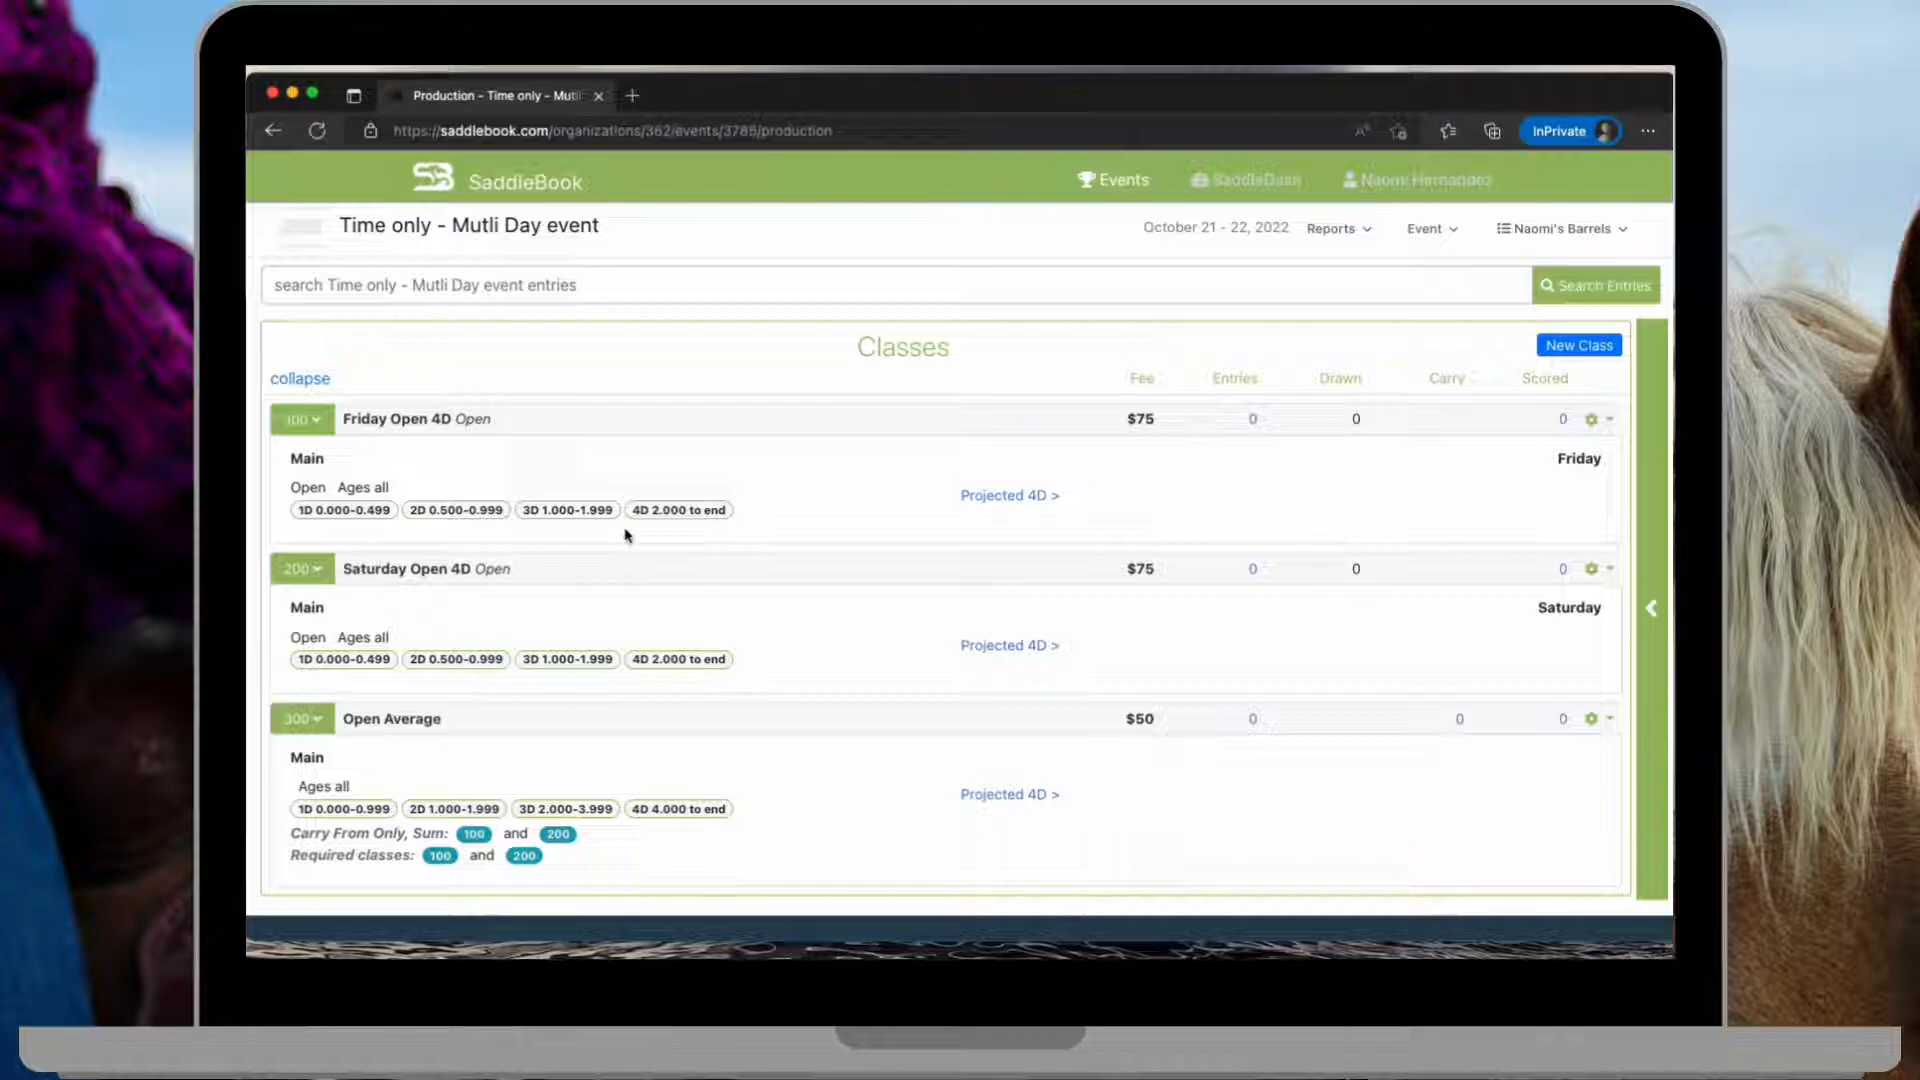 Production - Time only - Mutli
https://saddlebook.com/organizations/362/events/3785/production
InPrivate
SB SaddleBook
Events
SaddleDash
Naomi Hernandez
Time only - Mutli Day event
October 21 - 22, 2022
Reports
Event
Naomi's Barrels
search Time only - Mutli Day event entries
Search Entries
Classes
New Class
collapse Fee Entries Drawn Carry Scored
100 Friday Open 4D Open $75 0 0 0
Main Friday
Open Ages all
Projected 4D >
1D 0.000-0.499 2D 0.500-0.999 3D 1.000-1.999 4D 2.000 to end
200 Saturday Open 4D Open $75 0 0 0
Main Saturday
Open Ages all
Projected 4D >
1D 0.000-0.499 2D 0.500-0.999 3D 1.000-1.999 4D 2.000 to end
300 Open Average $50 0 0 0
Main
Ages all
Projected 4D >
1D 0.000-0.999 2D 1.000-1.999 3D 2.000-3.999 4D 4.000 to end
Carry From Only, Sum: 100 and 200
Required classes: 100 and 200